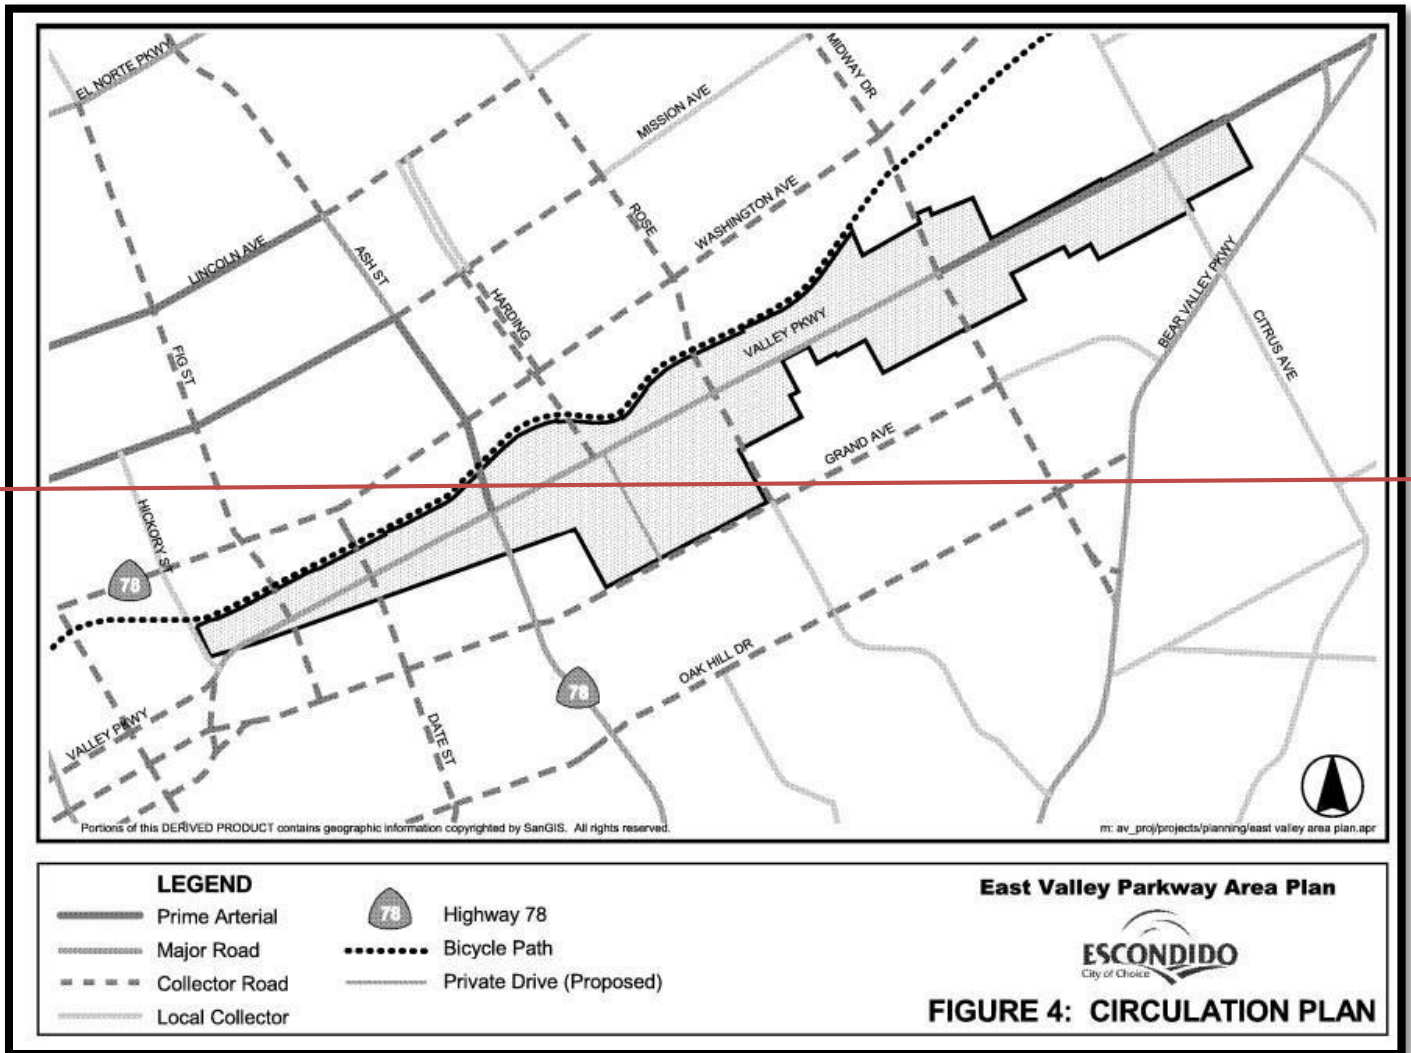 EL NORTE PKWY
MIDWAY DR
MISSION AVE
WASHINGTON AVE
ROSE
LINCOLN AVE
ASH ST
HARDING
VALLEY PKWY
BEAR VALLEY PKWY
CITRUS AVE
FIG ST
GRAND AVE
HICKORY ST
78
OAK HILL DR
78
VALLEY PKWY
DATE ST
Portions of this DERIVED PRODUCT contains geographic information copyrighted by SanGIS. All rights reserved.
m: av_proj/projects/planning/east valley area plan.apr
LEGEND
Prime Arterial
Major Road
Collector Road
Local Collector
78 Highway 78
Bicycle Path
Private Drive (Proposed)
East Valley Parkway Area Plan
ESCONDIDO
City of Choice
FIGURE 4: CIRCULATION PLAN